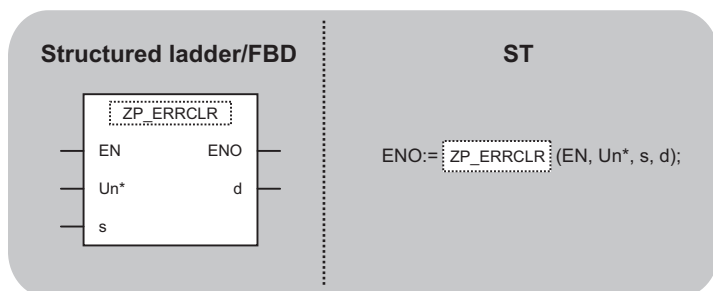 Structured ladder/FBD
ZP_ERRCLR
EN ENO
Un* d
s
ST
ENO:= ZP_ERRCLR (EN, Un*, s, d);